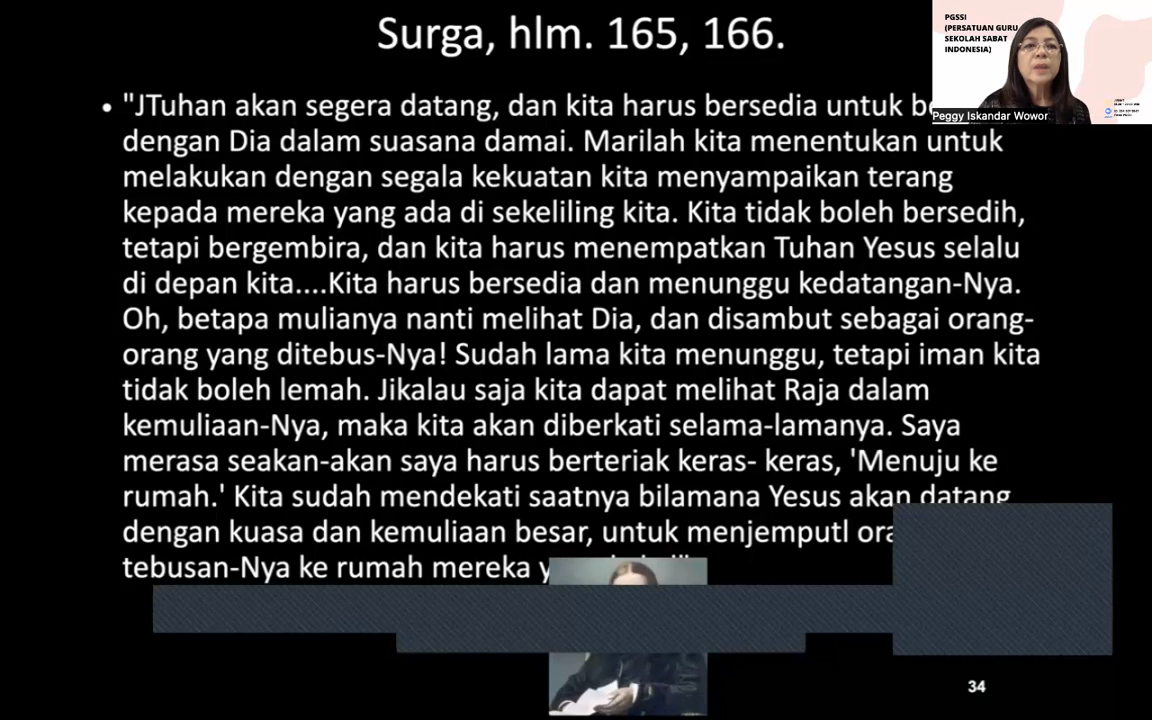 Surga, hlm. 165, 166.
PGSSI
(PERSATUAN GURU
SEKOLAH SABAT
INDONESIA)
Peggy Iskandar Wowor
• "JTuhan akan segera datang, dan kita harus bersedia untuk
dengan Dia dalam suasana damai. Marilah kita menentukan untuk
melakukan dengan segala kekuatan kita menyampaikan terang
kepada mereka yang ada di sekeliling kita. Kita tidak boleh bersedih,
tetapi bergembira, dan kita harus menempatkan Tuhan Yesus selalu
di depan kita....Kita harus bersedia dan menunggu kedatangan-Nya.
Oh, betapa mulianya nanti melihat Dia, dan disambut sebagai orang-
orang yang ditebus-Nya! Sudah lama kita menunggu, tetapi iman kita
tidak boleh lemah. Jikalau saja kita dapat melihat Raja dalam
kemuliaan-Nya, maka kita akan diberkati selama-lamanya. Saya
merasa seakan-akan saya harus berteriak keras- keras, 'Menuju ke
rumah.' Kita sudah mendekati saatnya bilamana Yesus akan datang
dengan kuasa dan kemuliaan besar, untuk menjemputl
tebusan-Nya ke rumah mereka
34